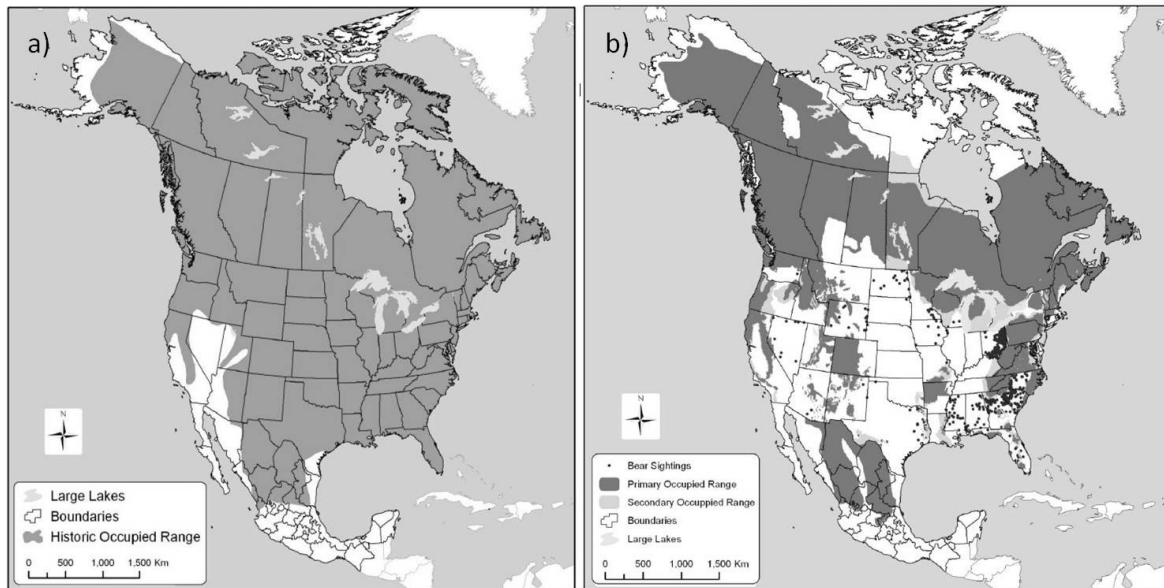 a)
N
Large Lakes
Boundaries
Historic Occupied Range
0 500 1,000 1,500 Km
b)
N
Bear Sightings
Primary Occupied Range
Secondary Occuppied Range
Boundaries
Large Lakes
0 500 1,000 1,500 Km